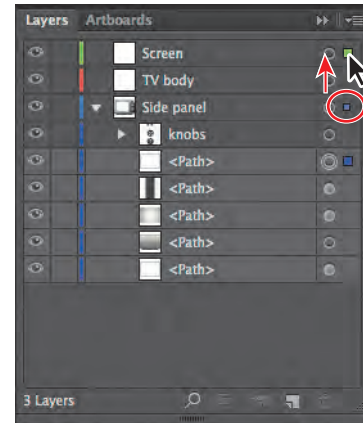 Layers Artboards
Screen
TV body
Side panel
knobs
<Path>
<Path>
<Path>
<Path>
<Path>
3 Layers